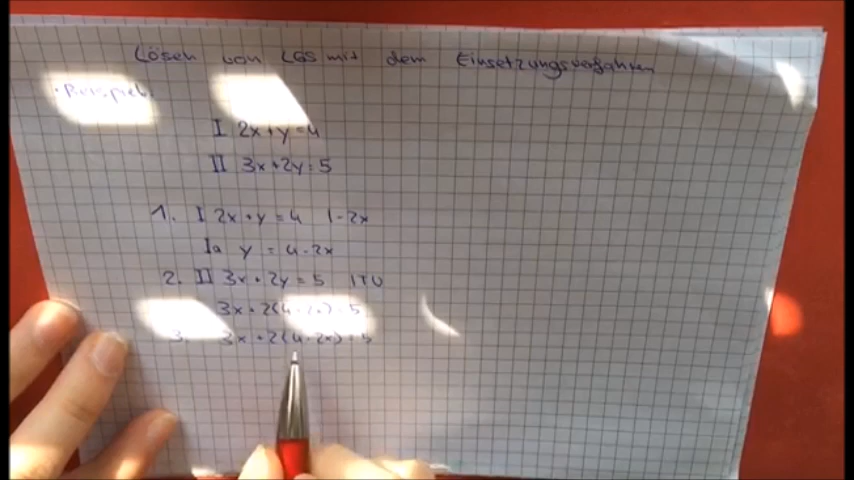 Lösen von LGS mit dem Einsetzungsverfahren
• Beispiel:
I 2x+y=4
II 3x+2y=5
1. I 2x+y=4 |-2x
Ia y = 4-2x
2. II 3x+2y=5 |TU
3x+2(4-2x)=5
3. 3x+2(4-2x)=5